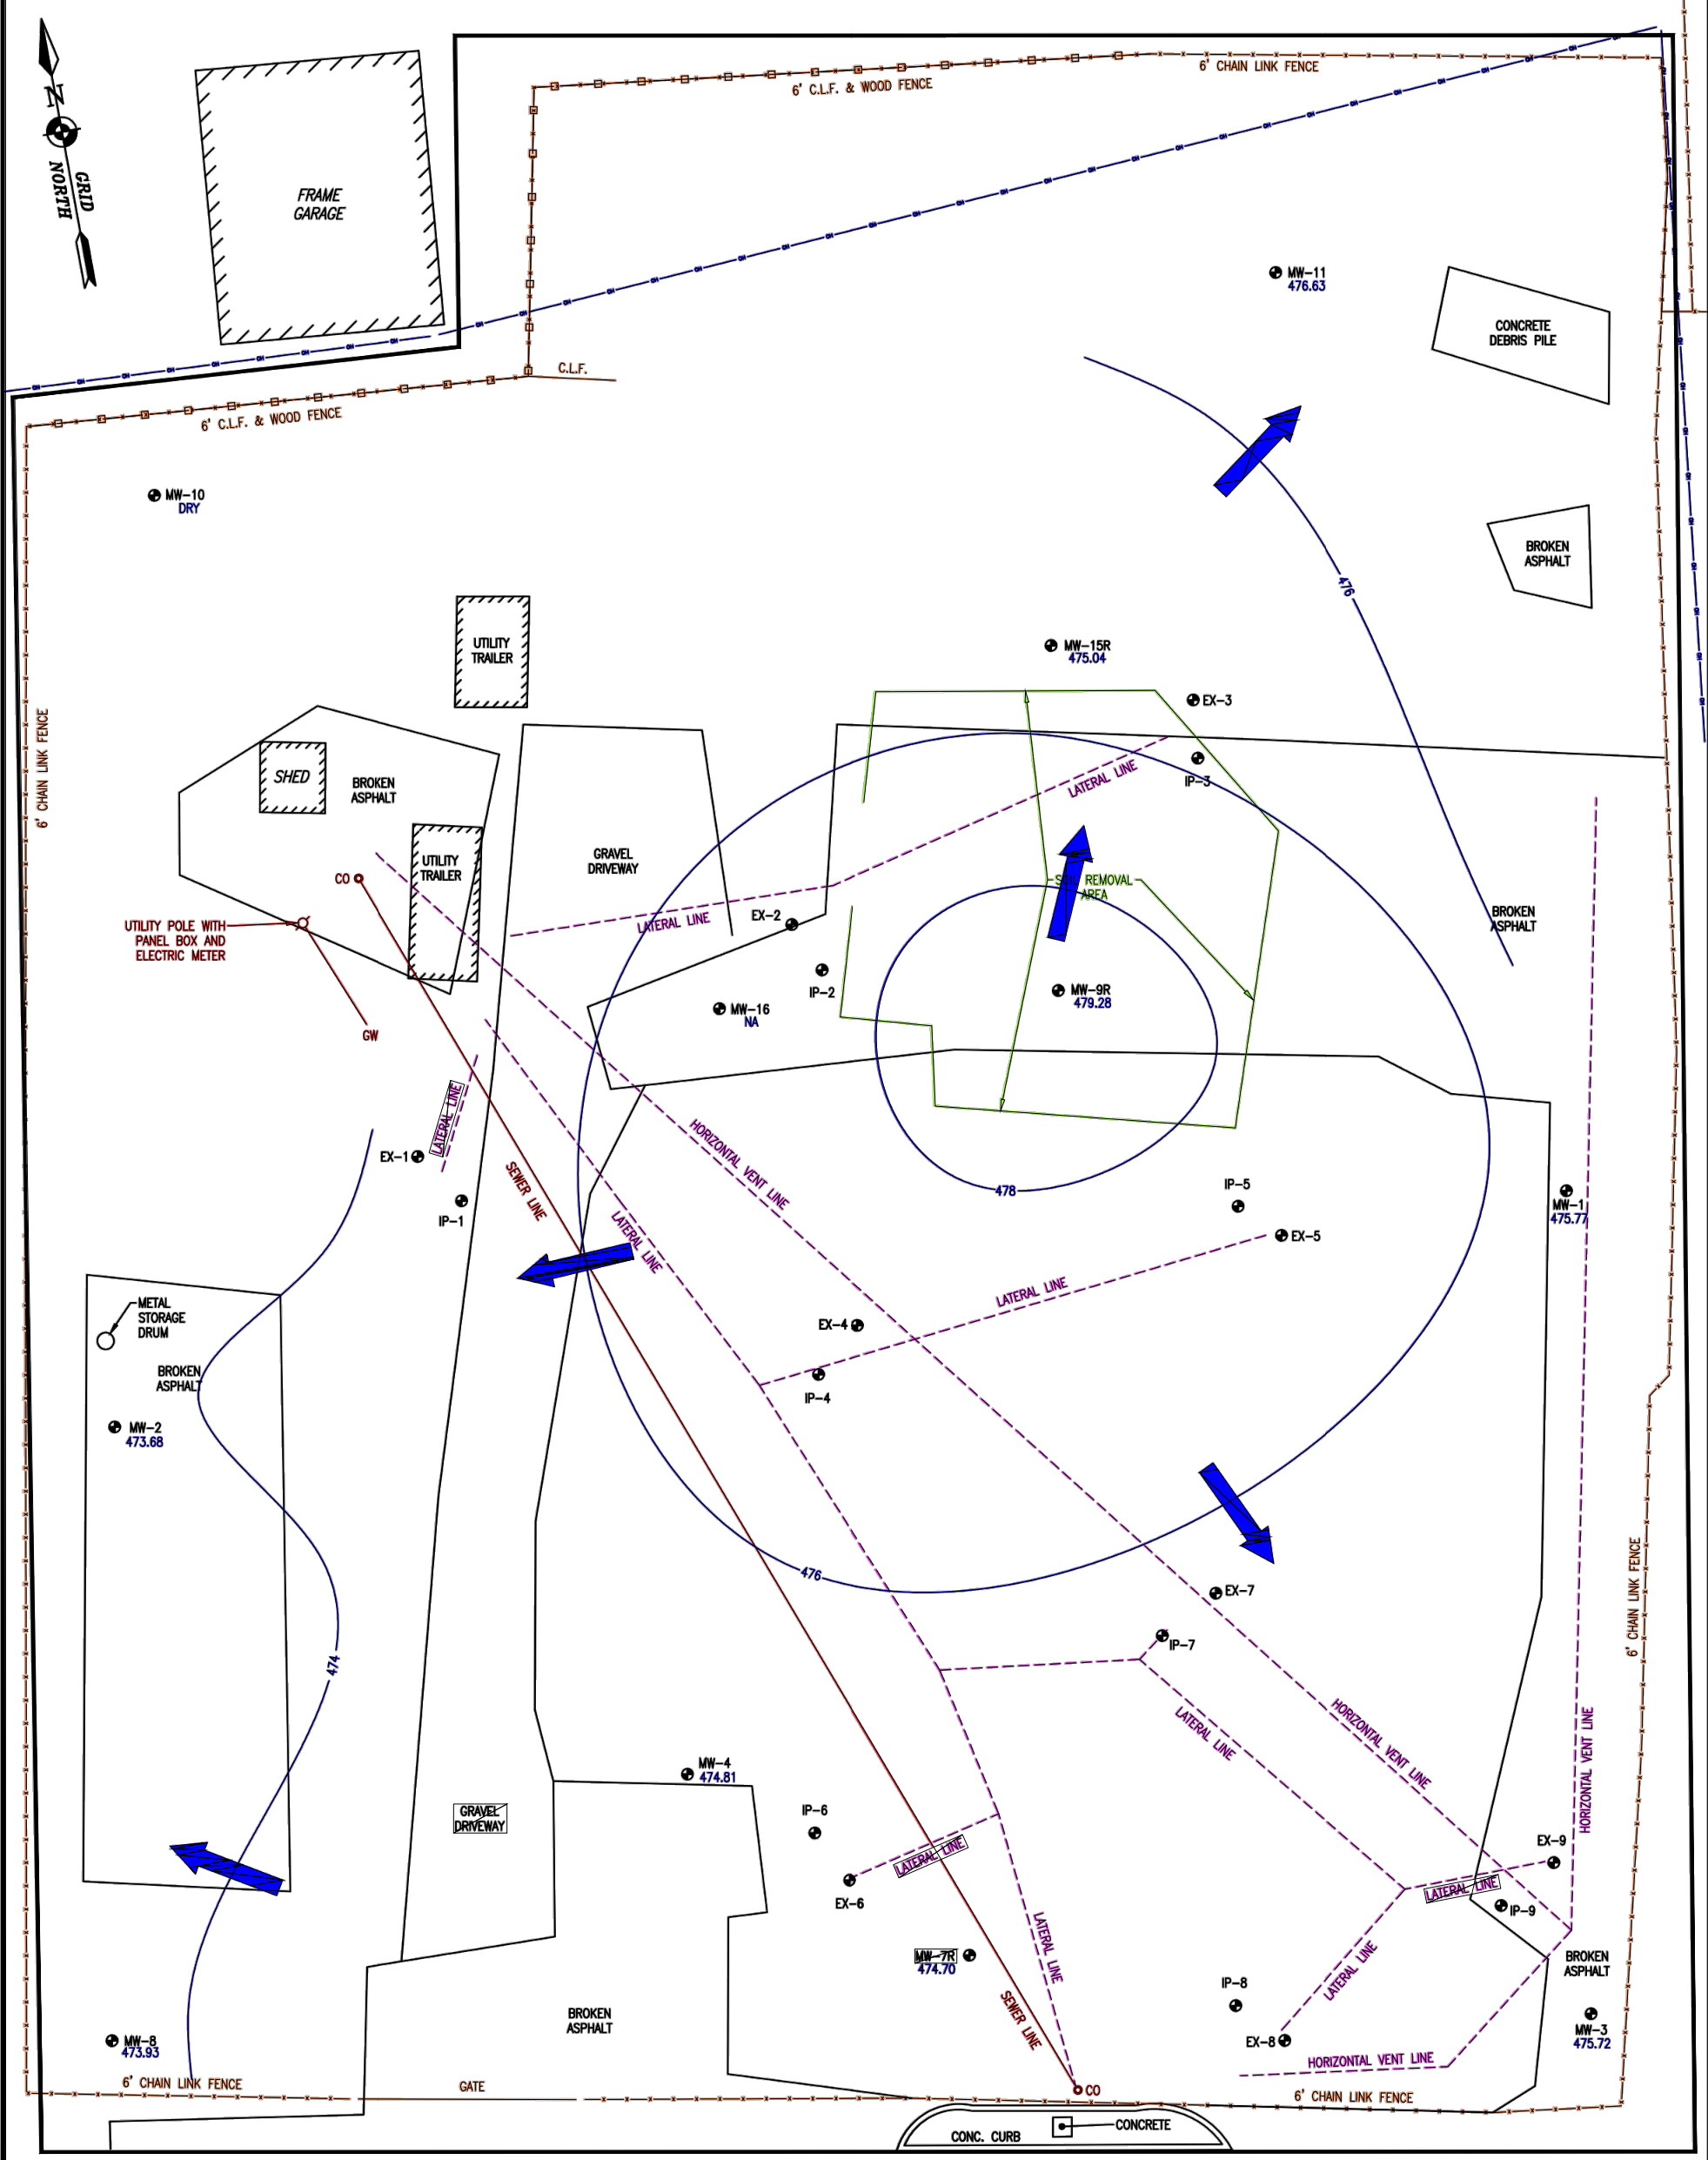 6' CHAIN LINK FENCE
6' C.L.F. & WOOD FENCE
N
GRID
NORTH
FRAME
GARAGE
MW-11
476.63
CONCRETE
DEBRIS PILE
C.L.F.
6' C.L.F. & WOOD FENCE
MW-10
DRY
BROKEN
ASPHALT
476
UTILITY
TRAILER
MW-15R
475.04
EX-3
6' CHAIN LINK FENCE
SHED
BROKEN
ASPHALT
LATERAL LINE
IP-3
GRAVEL
DRIVEWAY
UTILITY
TRAILER
CO
SOIL REMOVAL
AREA
EX-2
LATERAL LINE
BROKEN
ASPHALT
UTILITY POLE WITH
PANEL BOX AND
ELECTRIC METER
IP-2
MW-9R
479.28
MW-16
NA
GW
LATERAL LINE
HORIZONTAL VENT LINE
EX-1
SEWER LINE
478
IP-5
MW-1
475.77
IP-1
LATERAL LINE
EX-5
METAL
STORAGE
DRUM
LATERAL LINE
EX-4
BROKEN
ASPHALT
IP-4
MW-2
473.68
476
EX-7
6' CHAIN LINK FENCE
IP-7
474
LATERAL LINE
HORIZONTAL VENT LINE
HORIZONTAL VENT LINE
MW-4
474.81
GRAVEL
DRIVEWAY
IP-6
LATERAL LINE
EX-9
EX-6
LATERAL LINE
IP-9
LATERAL LINE
MW-7R
474.70
LATERAL LINE
BROKEN
ASPHALT
IP-8
SEWER LINE
BROKEN
ASPHALT
MW-8
473.93
EX-8
MW-3
475.72
HORIZONTAL VENT LINE
6' CHAIN LINK FENCE
GATE
CO
6' CHAIN LINK FENCE
CONCRETE
CONC. CURB